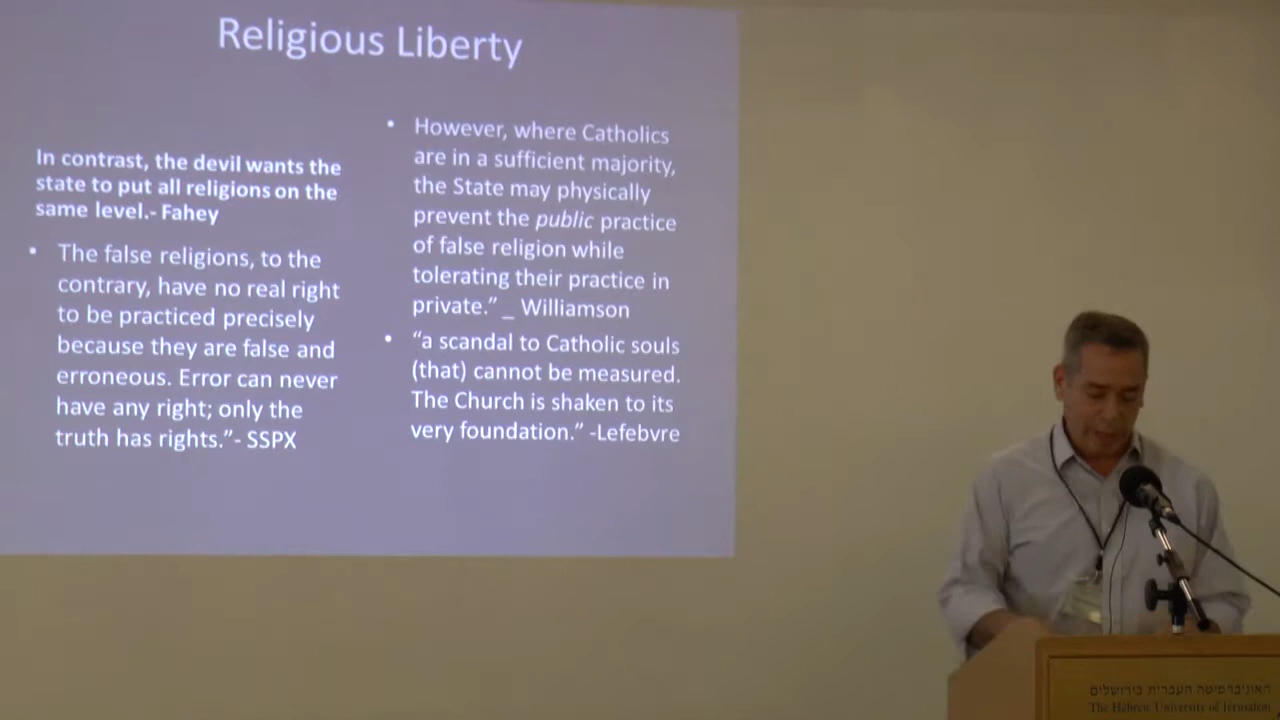 Religious Liberty
In contrast, the devil wants the
state to put all religions on the
same level.- Fahey
• The false religions, to the
contrary, have no real right
to be practiced precisely
because they are false and
erroneous. Error can never
have any right; only the
truth has rights.”- SSPX
• However, where Catholics
are in a sufficient majority,
the State may physically
prevent the public practice
of false religion while
tolerating their practice in
private.” _ Williamson
• “a scandal to Catholic souls
(that) cannot be measured.
The Church is shaken to its
very foundation.” -Lefebvre
האוניברסיטה העברית בירושלים
The Hebrew University of Jerusalem